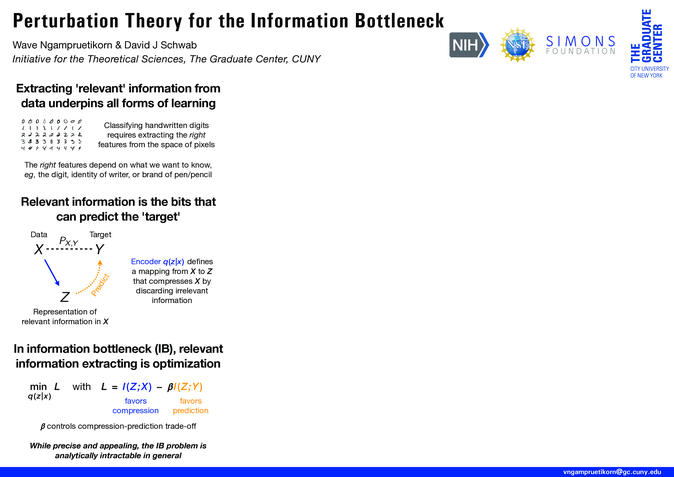 Perturbation Theory for the Information Bottleneck
Wave Ngampruetikorn & David J Schwab
Initiative for the Theoretical Sciences, The Graduate Center, CUNY
NIH
NSF
SIMONS
FOUNDATION
THE
GRADUATE
CENTER
CITY UNIVERSITY
OF NEW YORK
Extracting 'relevant' information from
data underpins all forms of learning
Classifying handwritten digits
requires extracting the right
features from the space of pixels
The right features depend on what we want to know,
eg, the digit, identity of writer, or brand of pen/pencil
Relevant information is the bits that
can predict the 'target'
Data
Target
X
P_{X,Y}
Y
Z
Predict
Representation of
relevant information in X
Encoder q(z|x) defines
a mapping from X to Z
that compresses X by
discarding irrelevant
information
In information bottleneck (IB), relevant
information extracting is optimization
min L with L = I(Z;X) – βI(Z;Y)
q(z|x)
favors
compression
favors
prediction
β controls compression-prediction trade-off
While precise and appealing, the IB problem is
analytically intractable in general
vngampruetikorn@gc.cuny.edu